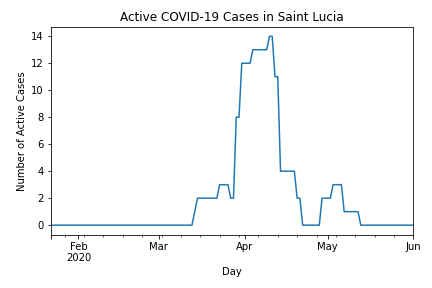 Active COVID-19 Cases in Saint Lucia
14
12
10
8
6
4
2
0
Number of Active Cases
Feb
2020
Mar
Apr
May
Jun
Day